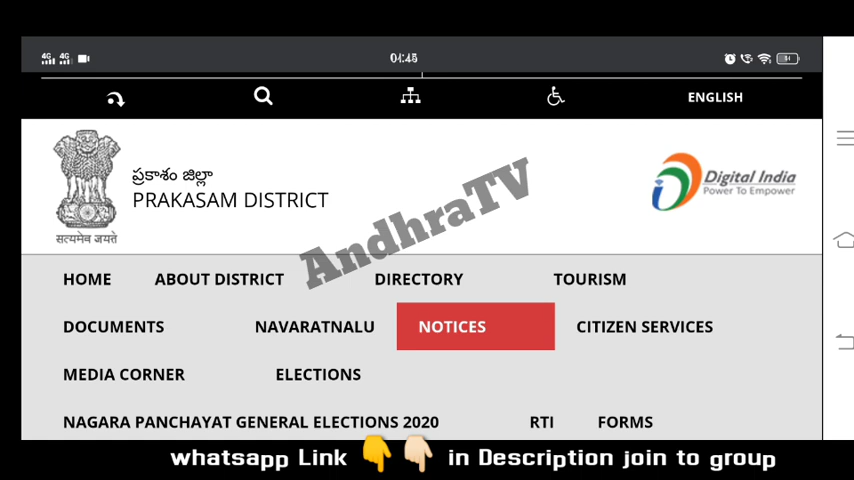 4G 4G 04:45
ENGLISH
ప్రకాశం జిల్లా
PRAKASAM DISTRICT
सत्यमेव जयते
Digital India
Power To Empower
AndhraTV
HOME ABOUT DISTRICT DIRECTORY TOURISM
DOCUMENTS NAVARATNALU NOTICES CITIZEN SERVICES
MEDIA CORNER ELECTIONS
NAGARA PANCHAYAT GENERAL ELECTIONS 2020 RTI FORMS
whatsapp Link 👇👇🏻 in Description join to group